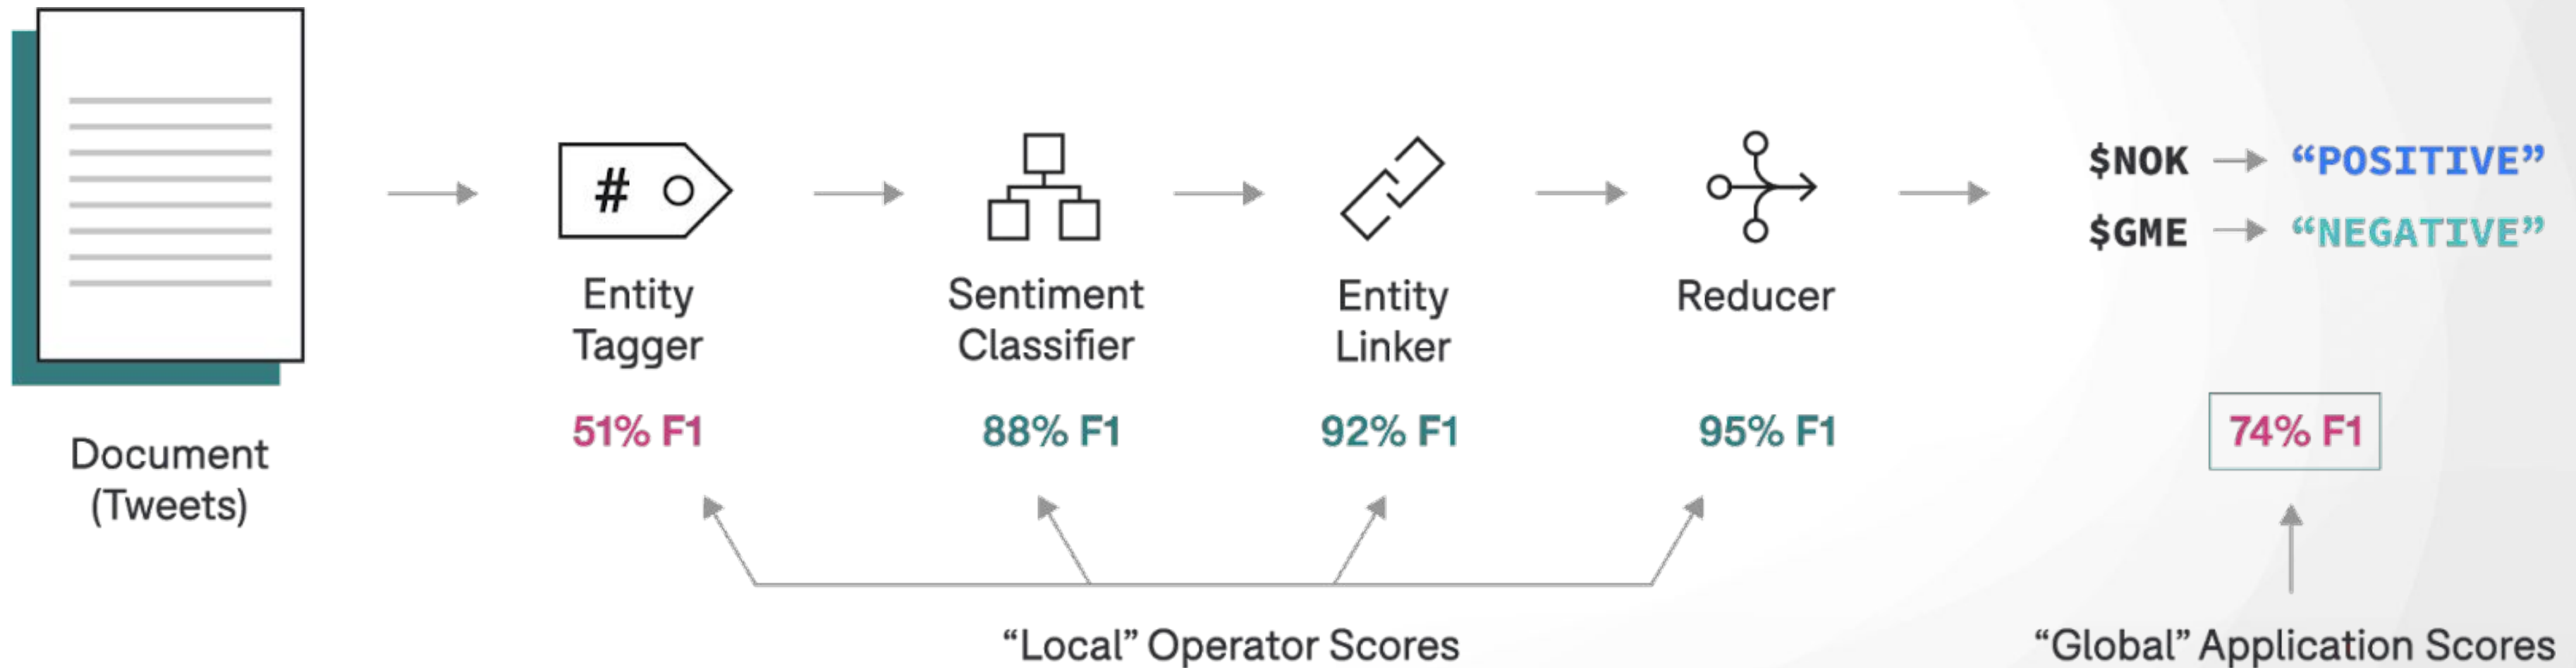 Document
(Tweets)
#
Entity
Tagger
51% F1
Sentiment
Classifier
88% F1
Entity
Linker
92% F1
Reducer
95% F1
“Local” Operator Scores
$NOK → “POSITIVE”
$GME → “NEGATIVE”
74% F1
“Global” Application Scores